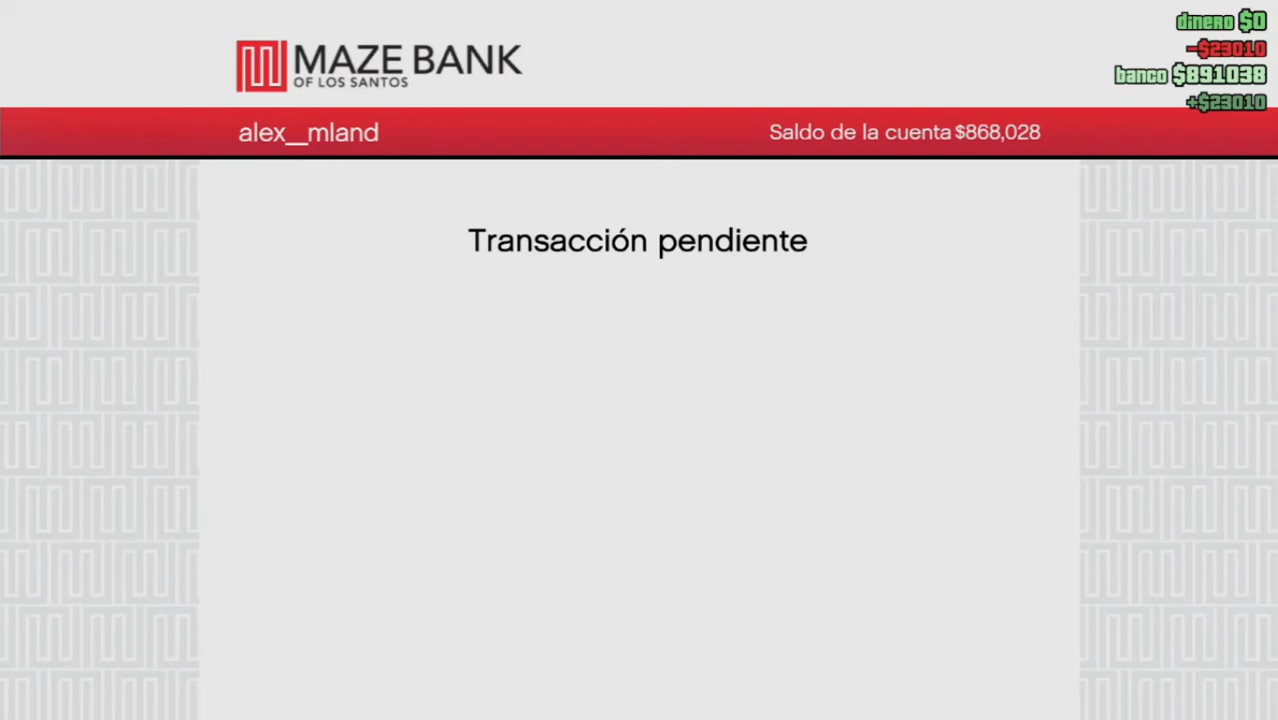 dinero $0
-$23010
MAZE BANK
OF LOS SANTOS
banco $891038
+$23010
alex__mland
Saldo de la cuenta $868,028
Transacción pendiente